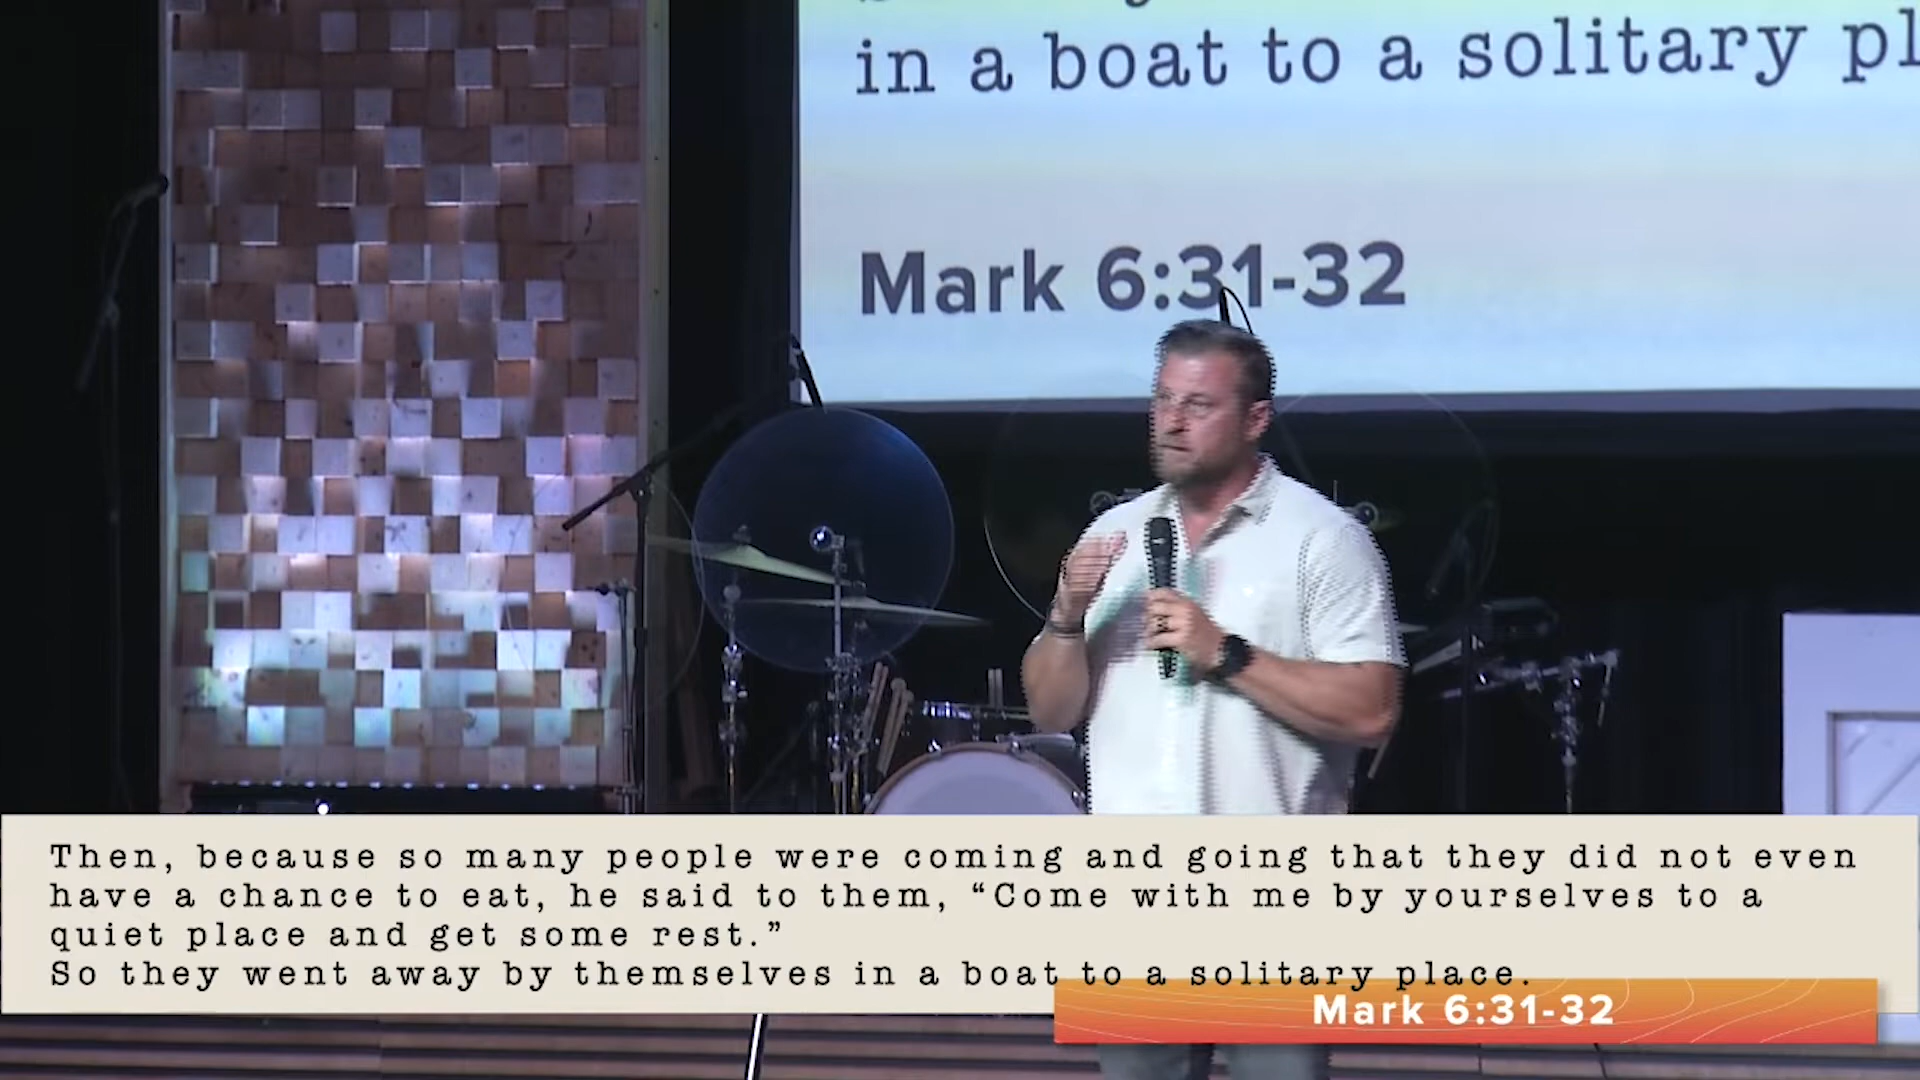 in a boat to a solitary pl
Mark 6:31-32
Then, because so many people were coming and going that they did not even
have a chance to eat, he said to them, “Come with me by yourselves to a
quiet place and get some rest.”
So they went away by themselves in a boat to a solitary place.
Mark 6:31-32